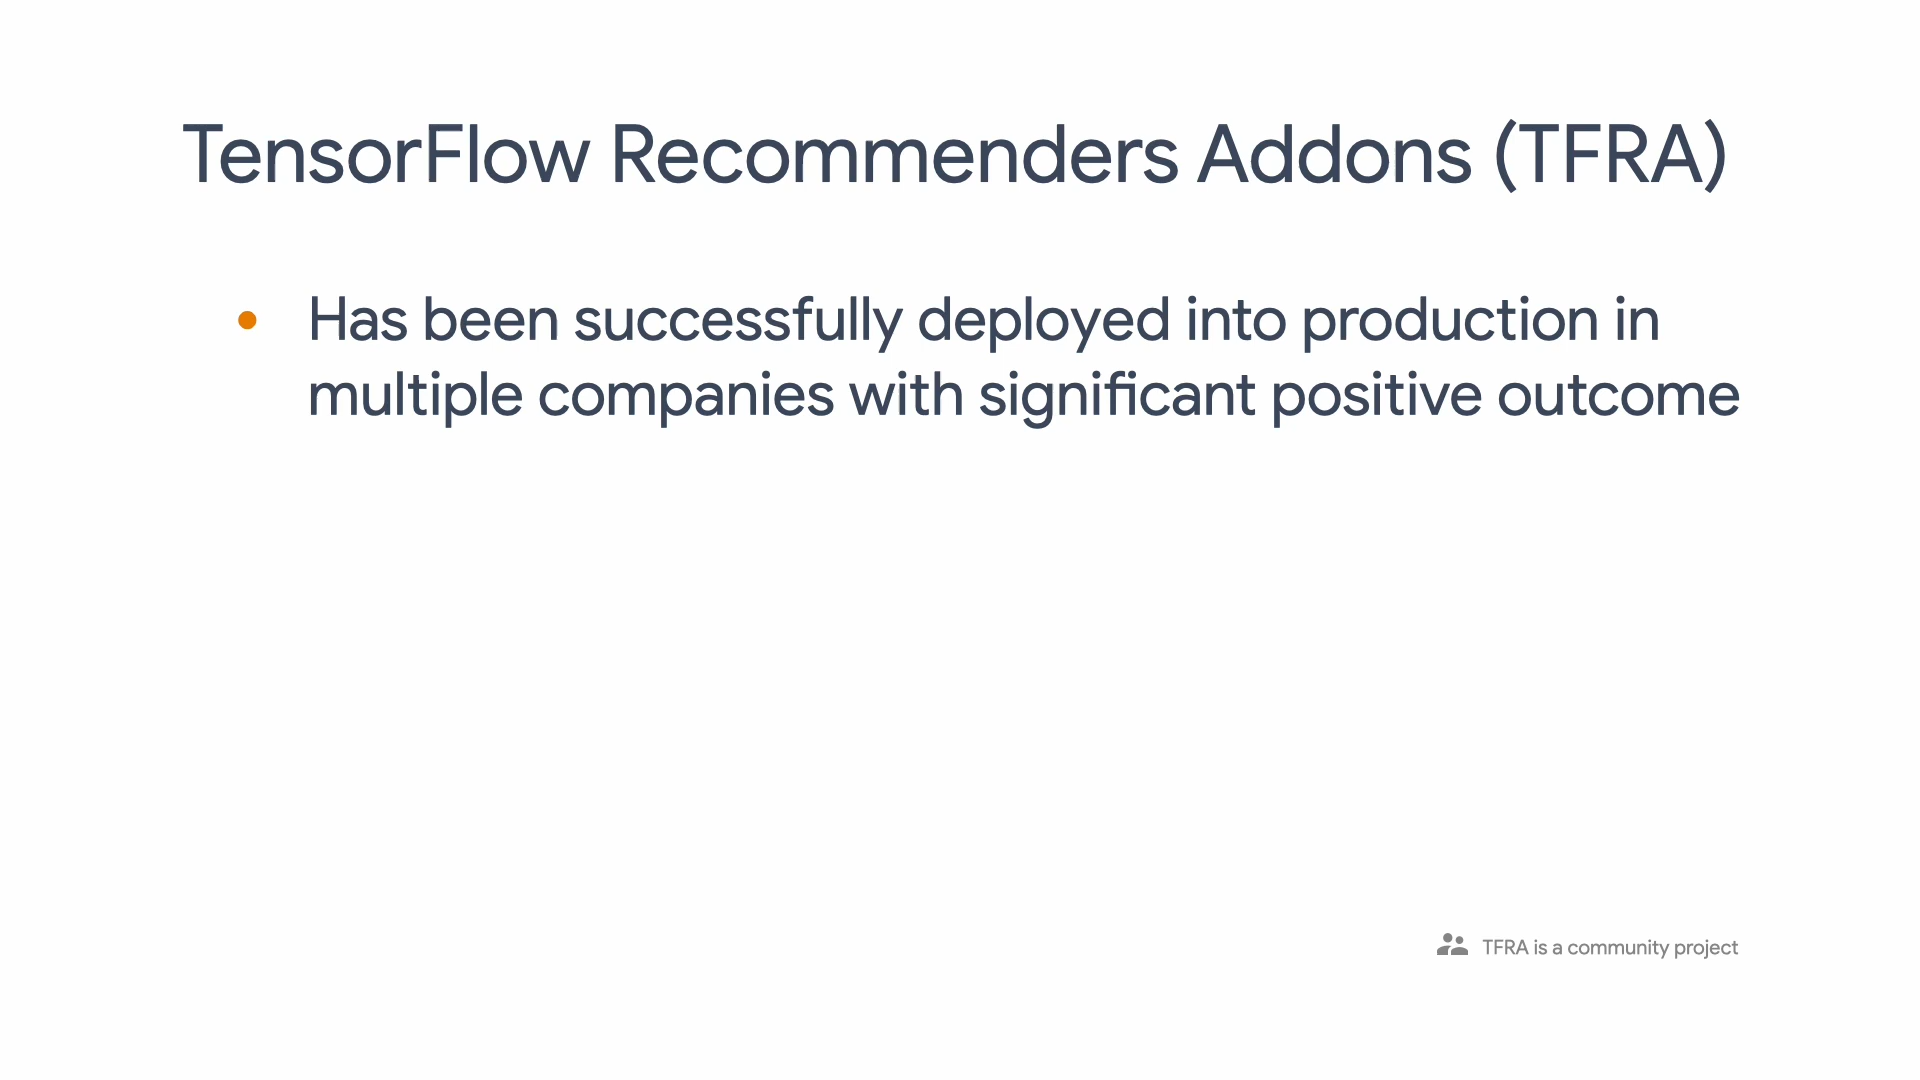 TensorFlow Recommenders Addons (TFRA)
• Has been successfully deployed into production in
multiple companies with significant positive outcome
TFRA is a community project